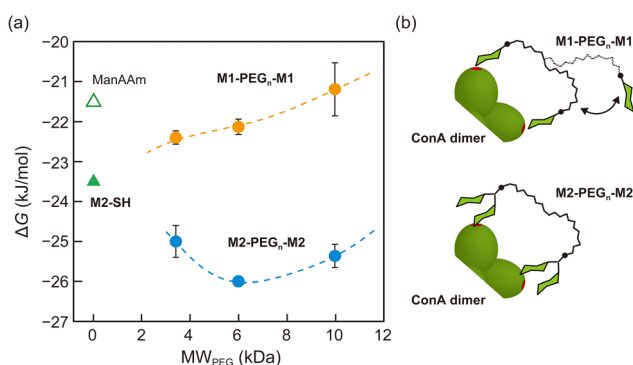 (a)
−20
−21
−22
−23
−24
−25
−26
−27
ΔG (kJ/mol)
ManAAm
M2-SH
M1-PEGn-M1
M2-PEGn-M2
0
2
4
6
8
10
12
MWPEG (kDa)
(b)
M1-PEGn-M1
ConA dimer
M2-PEGn-M2
ConA dimer